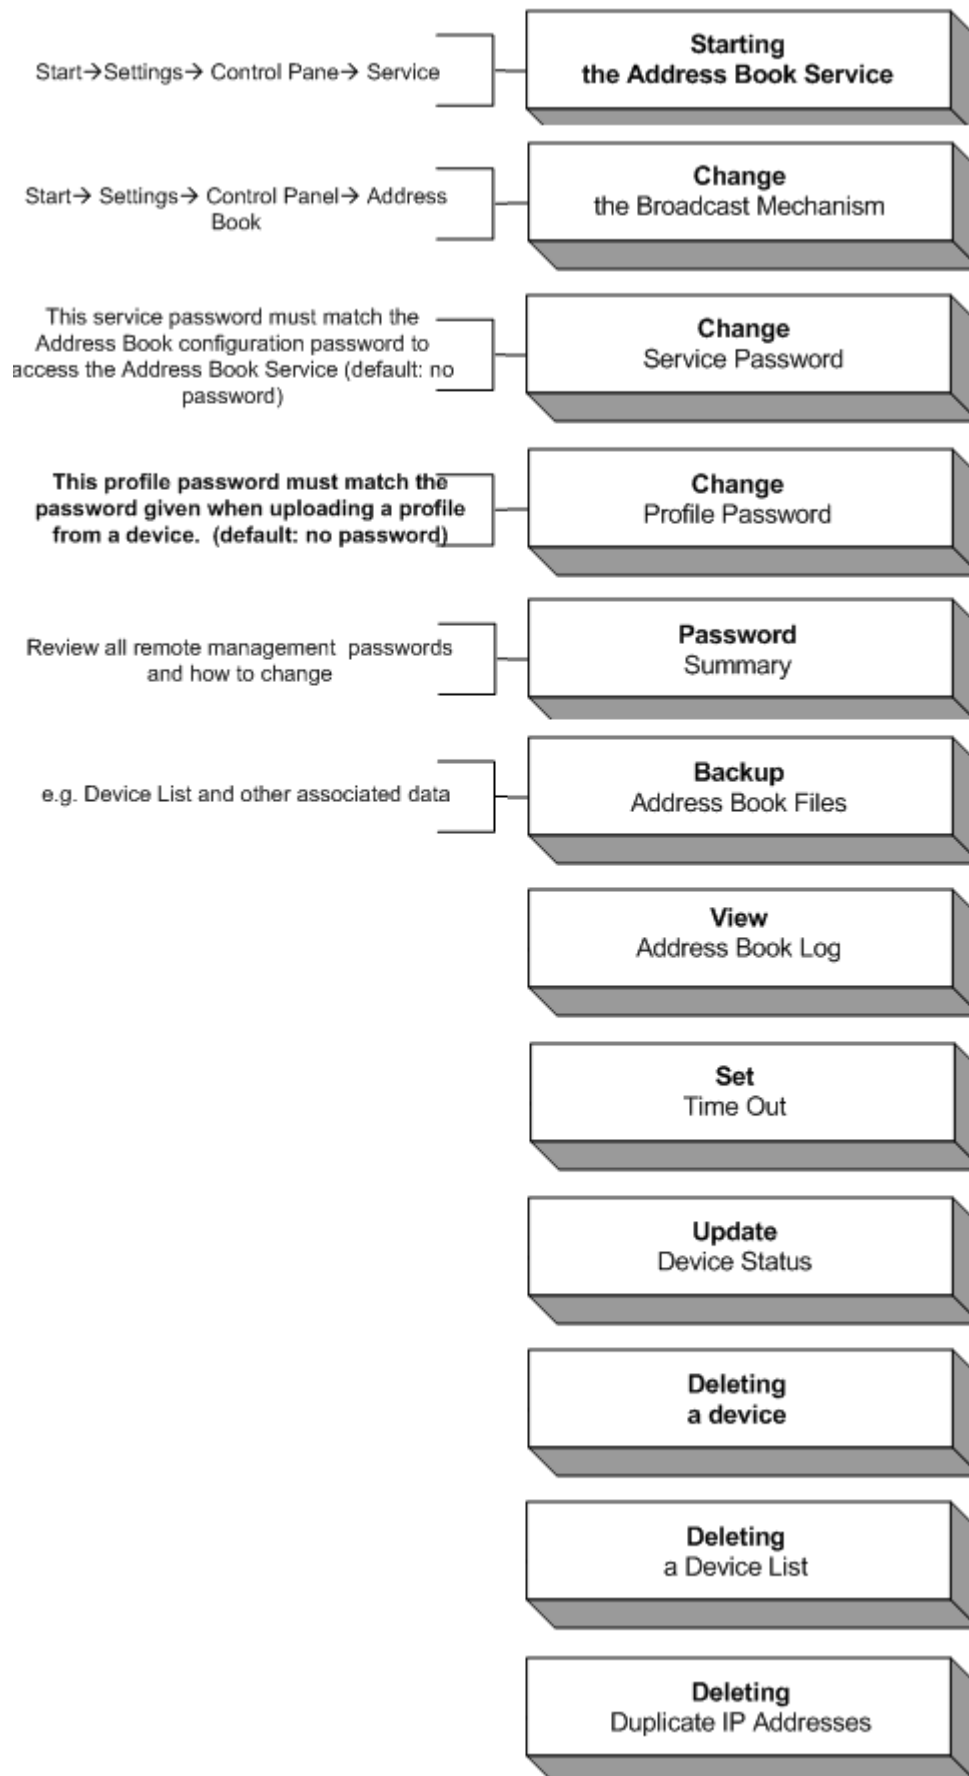 Start→Settings→ Control Pane→ Service
Starting
the Address Book Service
Start→ Settings→ Control Panel→ Address
Book
Change
the Broadcast Mechanism
This service password must match the
Address Book configuration password to
access the Address Book Service (default: no
password)
Change
Service Password
This profile password must match the
password given when uploading a profile
from a device.  (default: no password)
Change
Profile Password
Review all remote management  passwords
and how to change
Password
Summary
e.g. Device List and other associated data
Backup
Address Book Files
View
Address Book Log
Set
Time Out
Update
Device Status
Deleting
a device
Deleting
a Device List
Deleting
Duplicate IP Addresses